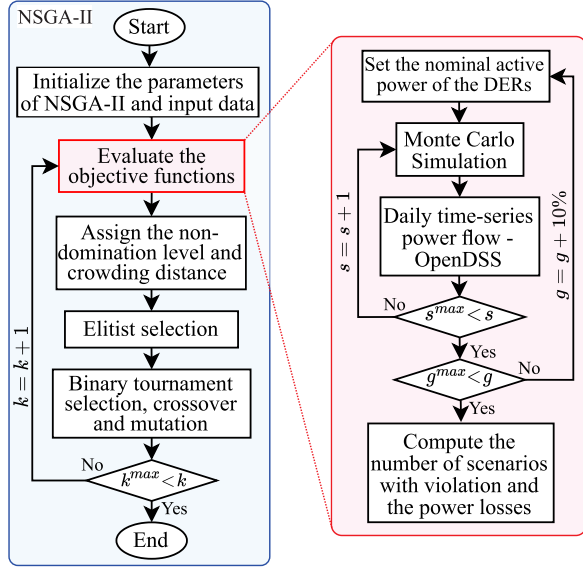 NSGA-II
Start
Initialize the parameters
of NSGA-II and input data
Evaluate the
objective functions
Assign the non-
domination level and
crowding distance
Elitist selection
Binary tournament
selection, crossover
and mutation
k^{max} < k
No
Yes
End
k = k + 1
Set the nominal active
power of the DERs
Monte Carlo
Simulation
Daily time-series
power flow -
OpenDSS
s^{max} < s
No
Yes
s = s + 1
g^{max} < g
No
Yes
g = g + 10%
Compute the
number of scenarios
with violation and
the power losses